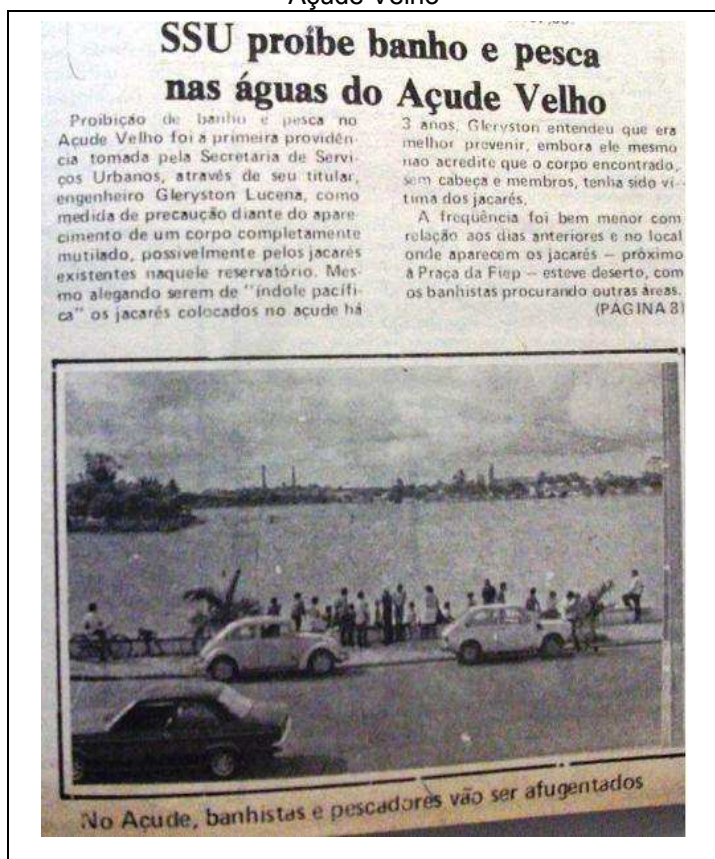 Açude Velho
SSU proibe banho e pesca
nas águas do Açude Velho
Proibição de banho e pesca no
Açude Velho foi a primeira providên-
cia tomada pela Secretaria de Servi-
ços Urbanos, através de seu titular,
engenheiro Gleryston Lucena, como
medida de precaução diante do apare-
cimento de um corpo completamente
mutilado, possivelmente pelos jacarés
existentes naquele reservatório. Mes-
mo alegando serem de "índole pacífi-
ca" os jacarés colocados no açude há
3 anos, Gleryston entendeu que era
melhor prevenir, embora ele mesmo
nao acredite que o corpo encontrado,
sem cabeça e membros, tenha sido ví-
tima dos jacarés.
A freqüência foi bem menor com
relação aos dias anteriores e no local
onde aparecem os jacarés — próximo
à Praça da Fiep — esteve deserto, com
os banhistas procurando outras áreas.
(PÁGINA 8)
No Açude, banhistas e pescadores vão ser afugentados